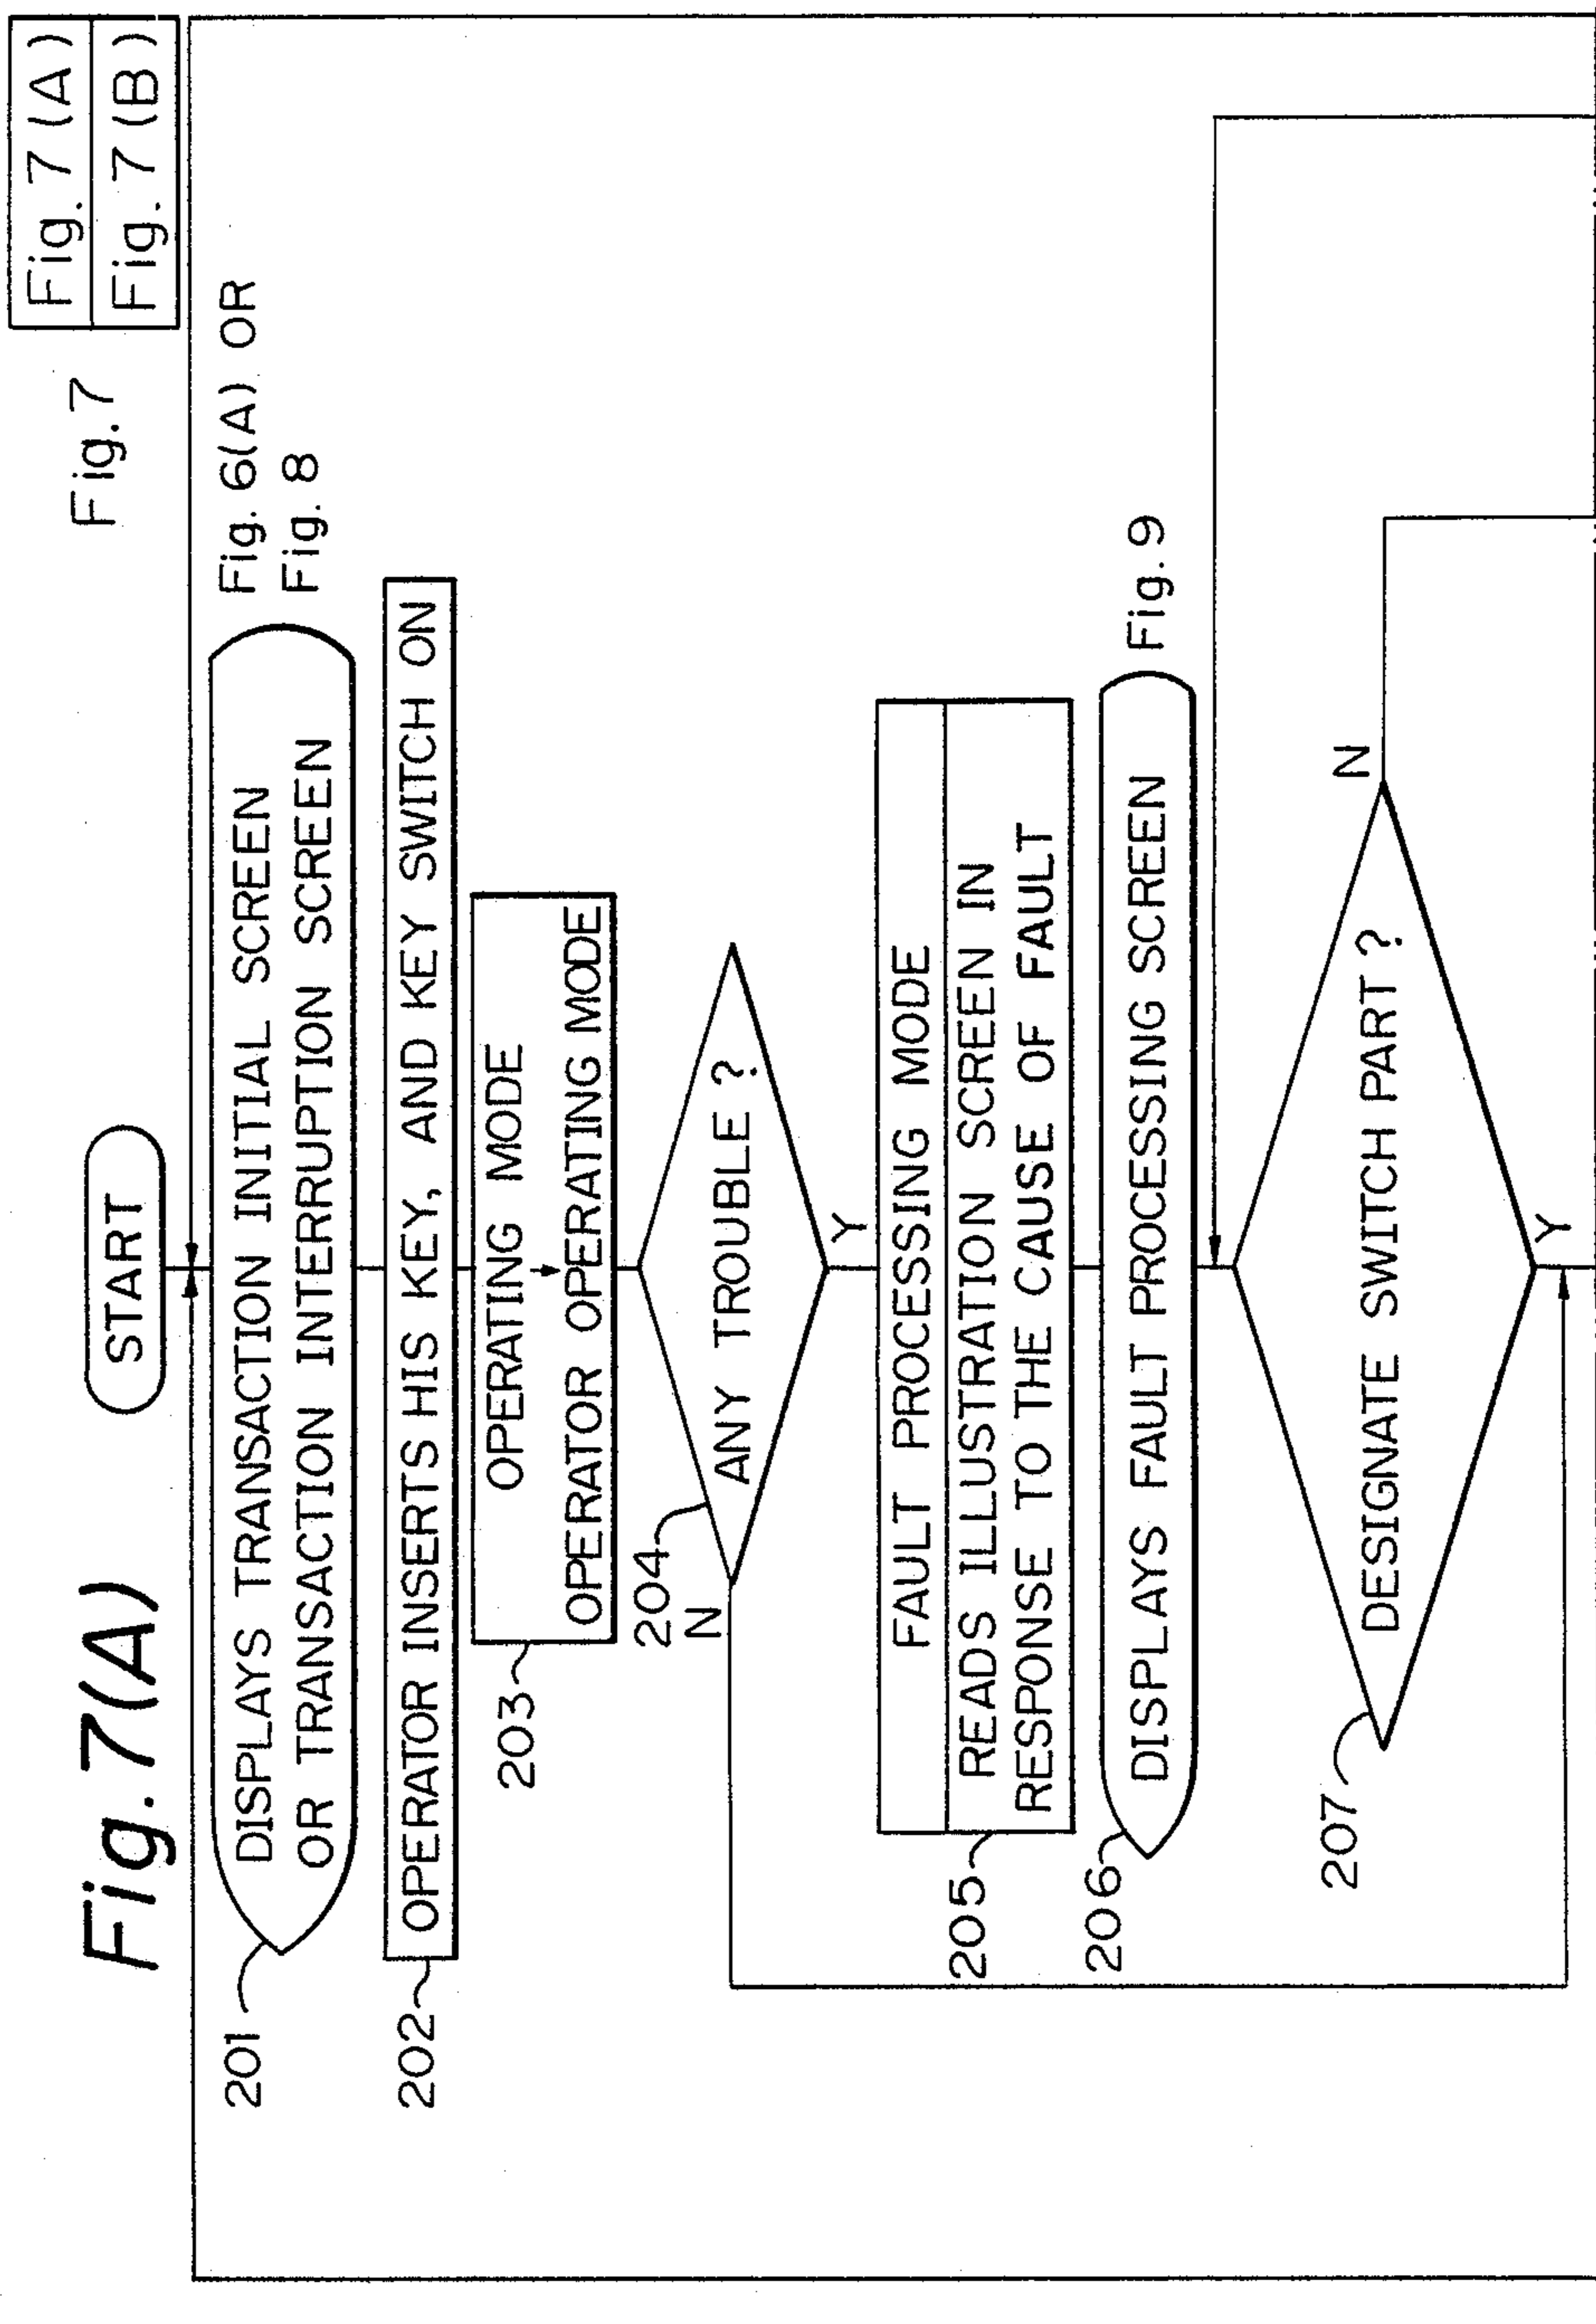 Fig. 7(A)
Fig. 7
Fig. 7 (A)
Fig. 7 (B)
START
201
DISPLAYS TRANSACTION INITIAL SCREEN
OR TRANSACTION INTERRUPTION SCREEN
Fig. 6(A) OR
Fig. 8
202
OPERATOR INSERTS HIS KEY, AND KEY SWITCH ON
203
OPERATING MODE
OPERATOR OPERATING MODE
204
N
ANY TROUBLE ?
Y
205
FAULT PROCESSING MODE
READS ILLUSTRATION SCREEN IN
RESPONSE TO THE CAUSE OF FAULT
206
DISPLAYS FAULT PROCESSING SCREEN
Fig. 9
207
DESIGNATE SWITCH PART ?
N
Y